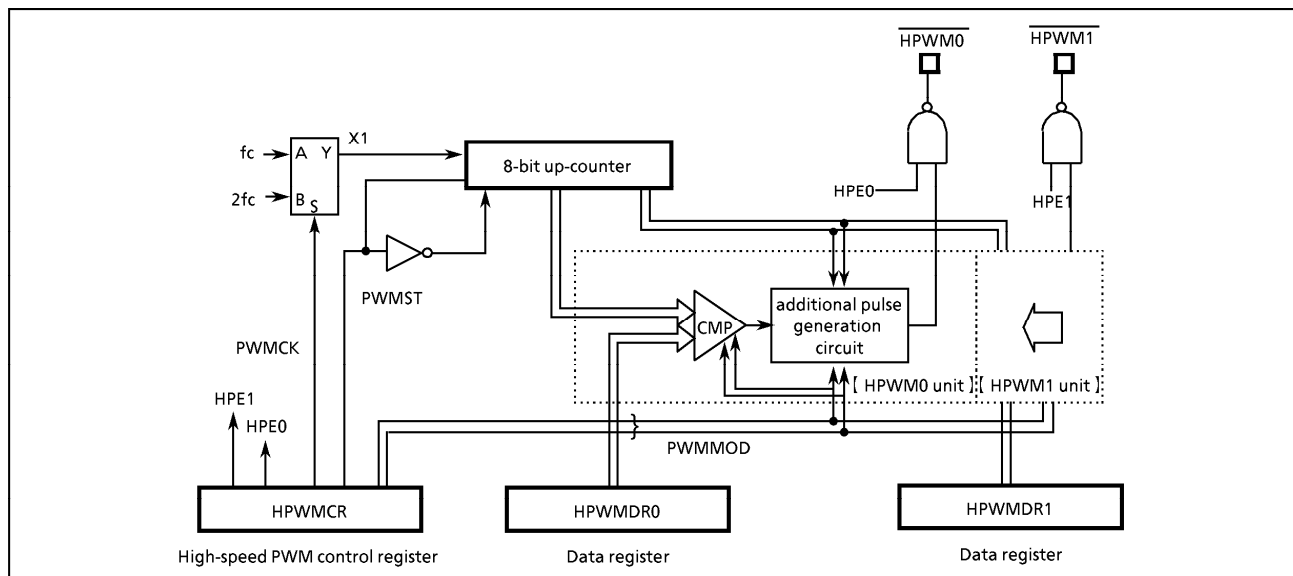 HPWM0 HPWM1
X1
fc A Y
8-bit up-counter
2fc B S
HPE0
HPE1
PWMST
additional pulse
generation
circuit
CMP
PWMCK
【 HPWM0 unit 】 【 HPWM1 unit 】
HPE1
HPE0
PWMMOD
HPWMCR HPWMDR0 HPWMDR1
High-speed PWM control register Data register Data register